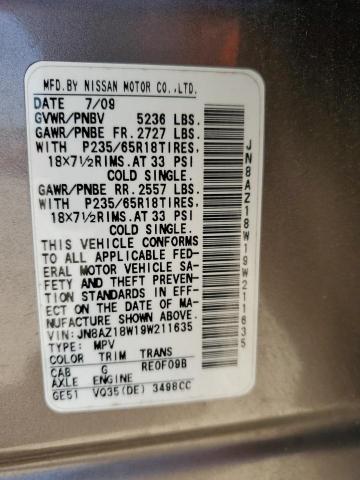 MFD.BY NISSAN MOTOR CO.,LTD.
DATE 7/09
GVWR/PNBV 5236 LBS.
GAWR/PNBE FR. 2727 LBS.
WITH P235/65R18TIRES,
18X7½RIMS.AT 33 PSI
COLD SINGLE.
GAWR/PNBE RR. 2557 LBS.
WITH P235/65R18TIRES,
18X7½RIMS.AT 33 PSI
COLD SINGLE.
THIS VEHICLE CONFORMS
TO ALL APPLICABLE FED-
ERAL MOTOR VEHICLE SA-
FETY AND THEFT PREVEN-
TION STANDARDS IN EFF-
ECT ON THE DATE OF MA-
NUFACTURE SHOWN ABOVE.
VIN:JN8AZ18W19W211635
TYPE: MPV
COLOR TRIM TRANS
CAB G RE0F09B
AXLE ENGINE
GE51 VQ35(DE) 3498CC
JN8AZ18W19W211635